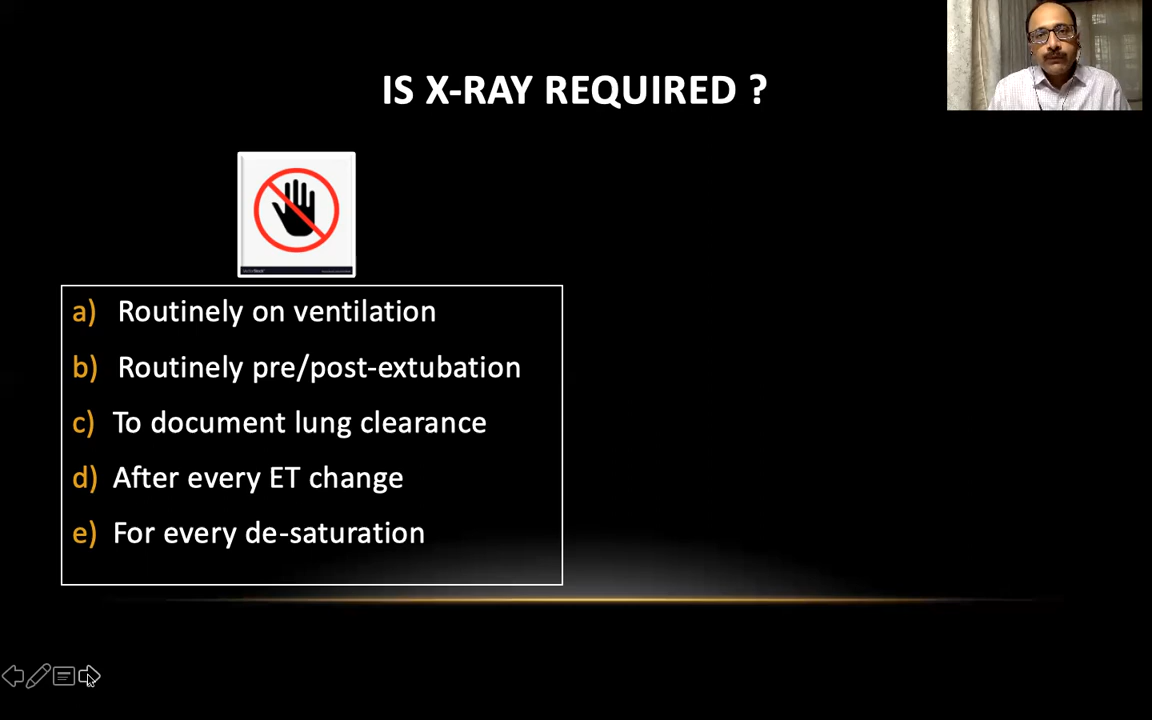 IS X-RAY REQUIRED ?
a) Routinely on ventilation
b) Routinely pre/post-extubation
c) To document lung clearance
d) After every ET change
e) For every de-saturation